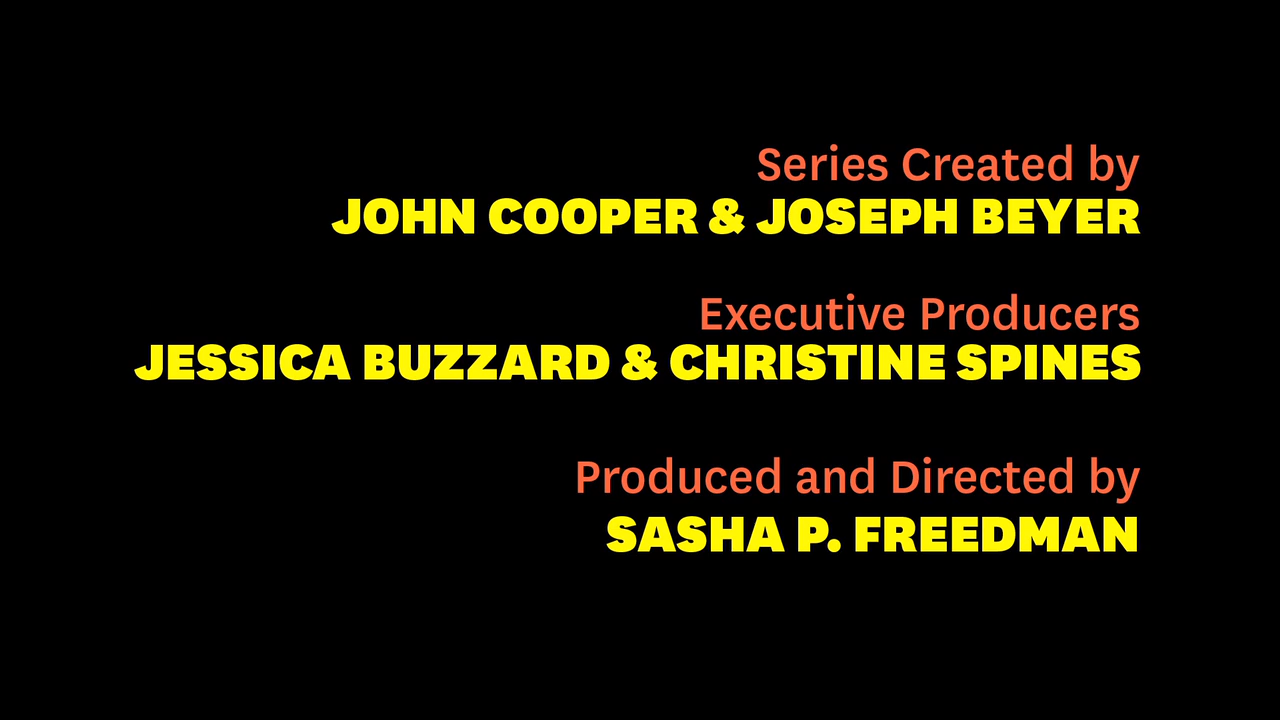 Series Created by
JOHN COOPER & JOSEPH BEYER
Executive Producers
JESSICA BUZZARD & CHRISTINE SPINES
Produced and Directed by
SASHA P. FREEDMAN